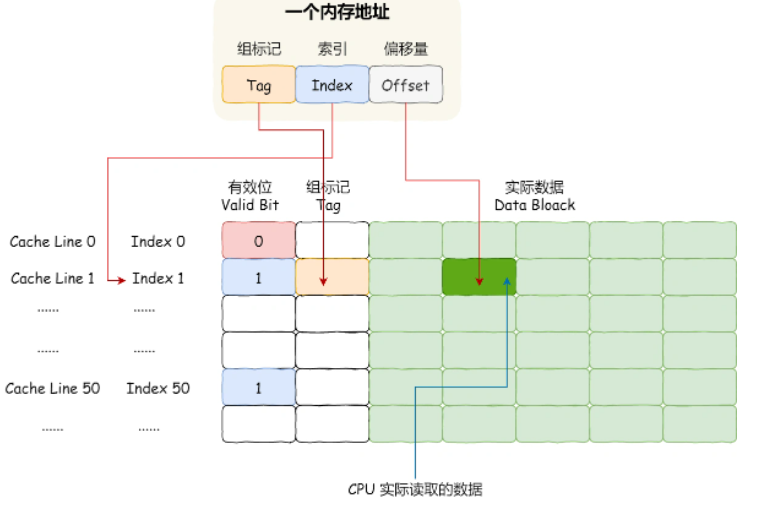 一个内存地址
组标记 索引 偏移量
Tag Index Offset
有效位 组标记 实际数据
Valid Bit Tag Data Bloack
Cache Line 0 Index 0 0
Cache Line 1 Index 1 1
...... ......
...... ......
Cache Line 50 Index 50 1
...... ......
CPU 实际读取的数据